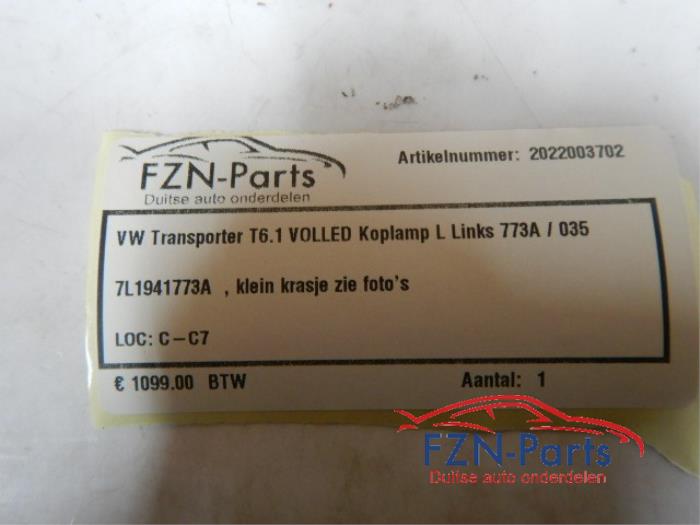 FZN-Parts
Duitse auto onderdelen
Artikelnummer: 2022003702
VW Transporter T6.1 VOLLED Koplamp L Links 773A / 035
7L1941773A , klein krasje zie foto's
LOC: C-C7
€ 1099.00 BTW
Aantal: 1
FZN-Parts
Duitse auto onderdelen